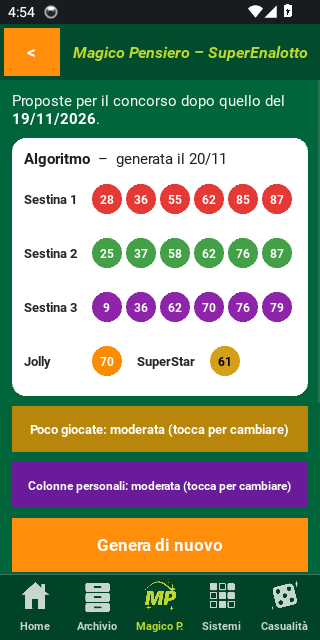 4:54
<
Magico Pensiero – SuperEnalotto
Proposte per il concorso dopo quello del
19/11/2026.
Algoritmo – generata il 20/11
Sestina 1 28 36 55 62 85 87
Sestina 2 25 37 58 62 76 87
Sestina 3 9 36 62 70 76 79
Jolly 70 SuperStar 61
Poco giocate: moderata (tocca per cambiare)
Colonne personali: moderata (tocca per cambiare)
Genera di nuovo
MP
Home Archivio Magico P. Sistemi Casualità